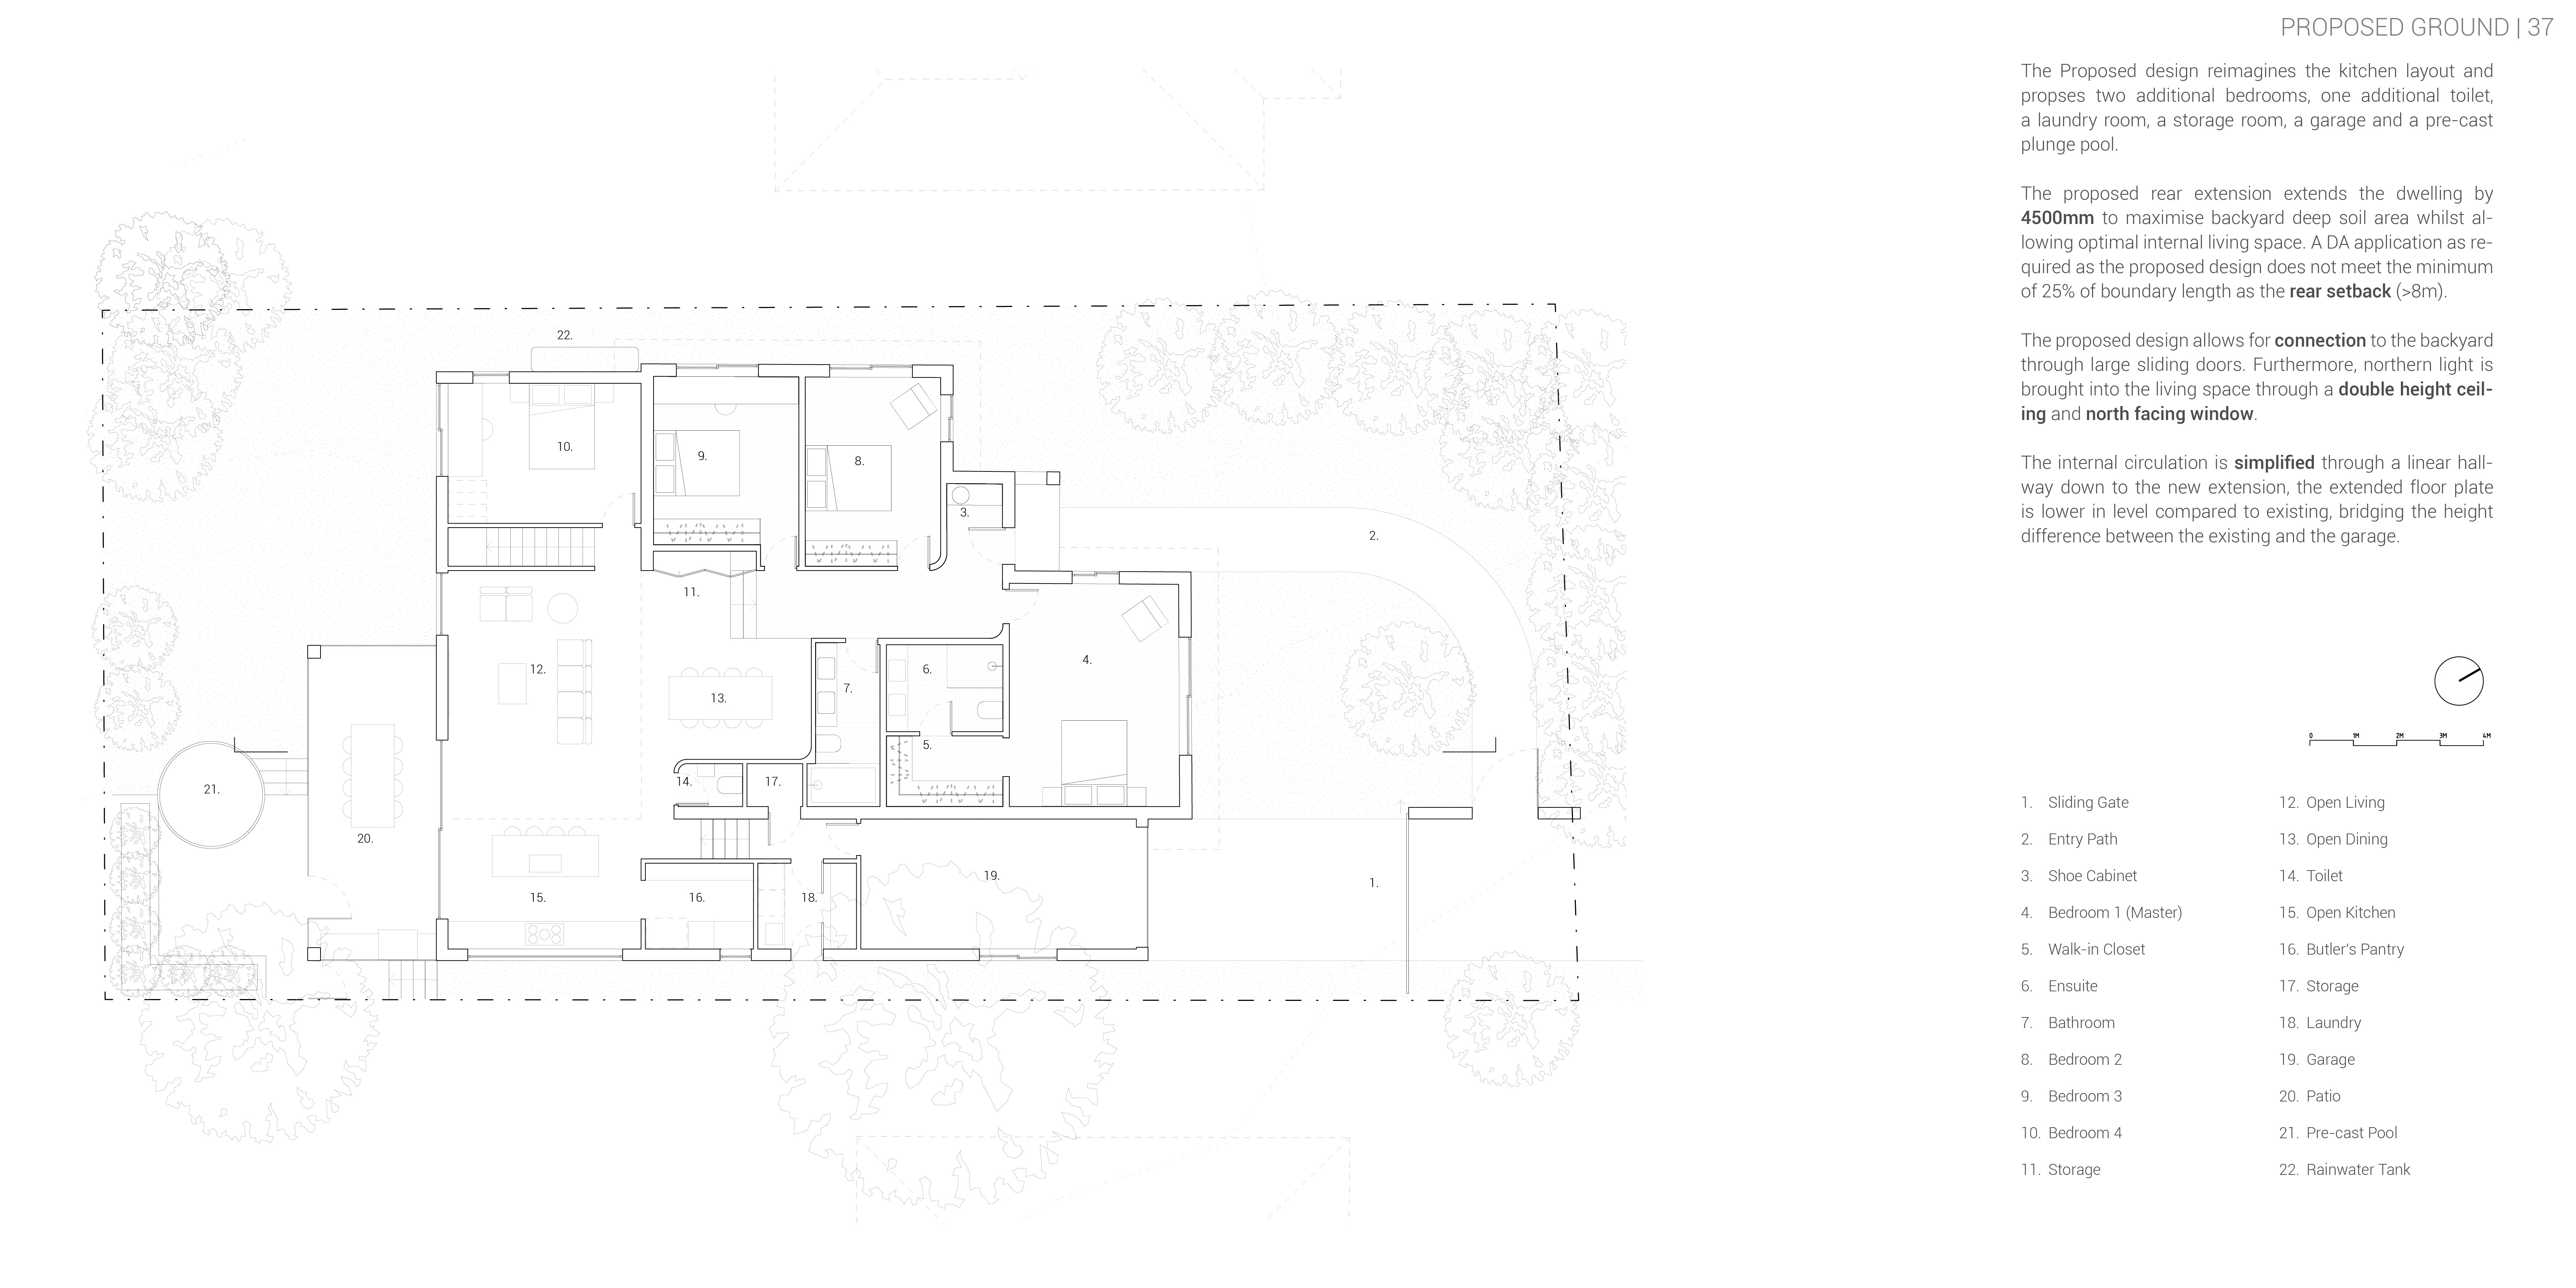 PROPOSED GROUND | 37
The Proposed design reimagines the kitchen layout and
propses two additional bedrooms, one additional toilet,
a laundry room, a storage room, a garage and a pre-cast
plunge pool.
The proposed rear extension extends the dwelling by
4500mm to maximise backyard deep soil area whilst al-
lowing optimal internal living space. A DA application as re-
quired as the proposed design does not meet the minimum
of 25% of boundary length as the rear setback (>8m).
The proposed design allows for connection to the backyard
through large sliding doors. Furthermore, northern light is
brought into the living space through a double height ceil-
ing and north facing window.
The internal circulation is simplified through a linear hall-
way down to the new extension, the extended floor plate
is lower in level compared to existing, bridging the height
difference between the existing and the garage.
0 1M 2M 3M 4M
1. Sliding Gate
2. Entry Path
3. Shoe Cabinet
4. Bedroom 1 (Master)
5. Walk-in Closet
6. Ensuite
7. Bathroom
8. Bedroom 2
9. Bedroom 3
10. Bedroom 4
11. Storage
12. Open Living
13. Open Dining
14. Toilet
15. Open Kitchen
16. Butler's Pantry
17. Storage
18. Laundry
19. Garage
20. Patio
21. Pre-cast Pool
22. Rainwater Tank
22.
10.
9.
8.
3.
2.
11.
12.
13.
7.
6.
4.
5.
14.
17.
21.
20.
15.
16.
18.
19.
1.